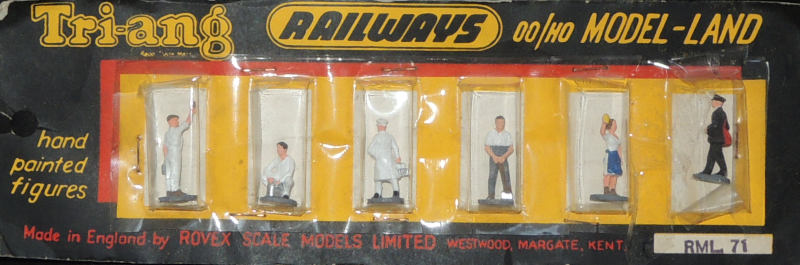 Tri-ang RAILWAYS OO/HO MODEL-LAND
hand
painted
figures
Made in England by ROVEX SCALE MODELS LIMITED WESTWOOD, MARGATE, KENT.
RML 71